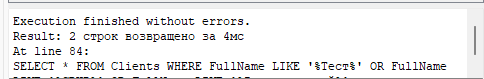 Execution finished without errors.
Result: 2 строк возвращено за 4мс
At line 84:
SELECT * FROM Clients WHERE FullName LIKE '%Тест%' OR FullName